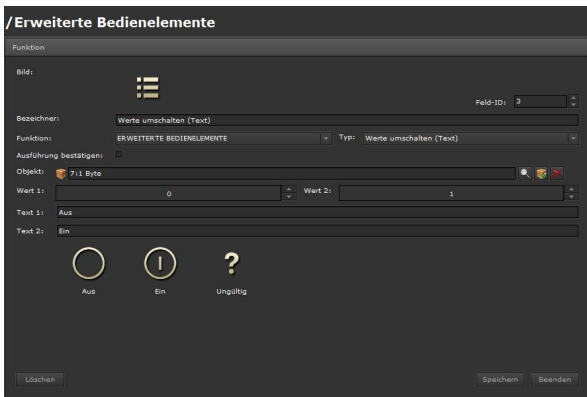 /Erweiterte Bedienelemente
Funktion
Bild:
Feld-ID: 3
Bezeichner: Werte umschalten (Text)
Funktion: ERWEITERTE BEDIENELEMENTE Typ: Werte umschalten (Text)
Ausführung bestätigen:
Objekt: 7:1 Byte
Wert 1: 0 Wert 2: 1
Text 1: Aus
Text 2: Ein
Aus Ein Ungültig
Löschen Speichern Beenden